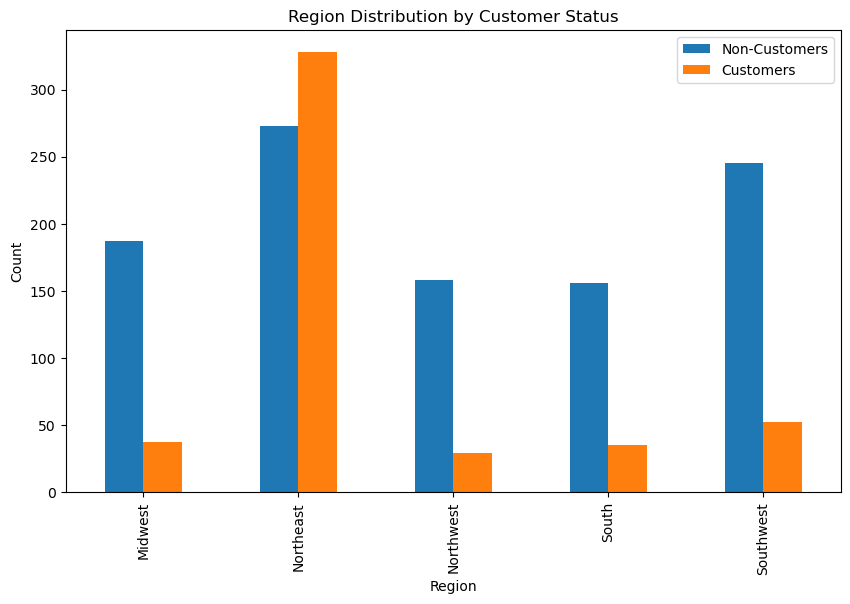 Region Distribution by Customer Status
Non-Customers
Customers
300
250
200
150
100
50
0
Count
Midwest
Northeast
Northwest
South
Southwest
Region